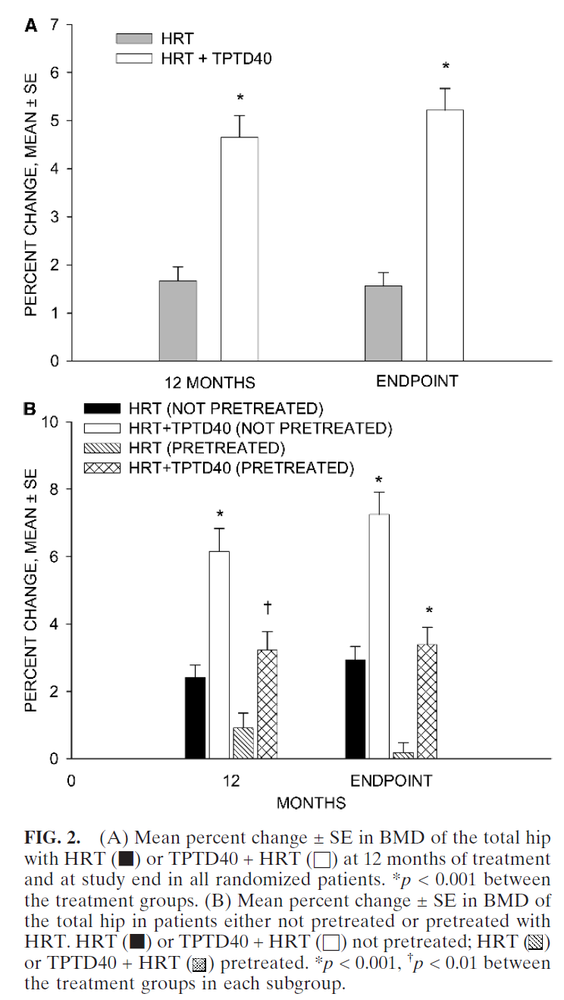 A
7
HRT
HRT + TPTD40
6
5
4
3
2
1
0
*
*
PERCENT CHANGE, MEAN ± SE
12 MONTHS
ENDPOINT
B
HRT (NOT PRETREATED)
10
HRT+TPTD40 (NOT PRETREATED)
HRT (PRETREATED)
HRT+TPTD40 (PRETREATED)
8
6
4
2
0
*
†
*
*
PERCENT CHANGE, MEAN ± SE
0
12
ENDPOINT
MONTHS
FIG. 2. (A) Mean percent change ± SE in BMD of the total hip
with HRT (■) or TPTD40 + HRT (□) at 12 months of treatment
and at study end in all randomized patients. *p < 0.001 between
the treatment groups. (B) Mean percent change ± SE in BMD of
the total hip in patients either not pretreated or pretreated with
HRT. HRT (■) or TPTD40 + HRT (□) not pretreated; HRT (▧)
or TPTD40 + HRT (▩) pretreated. *p < 0.001, †p < 0.01 between
the treatment groups in each subgroup.